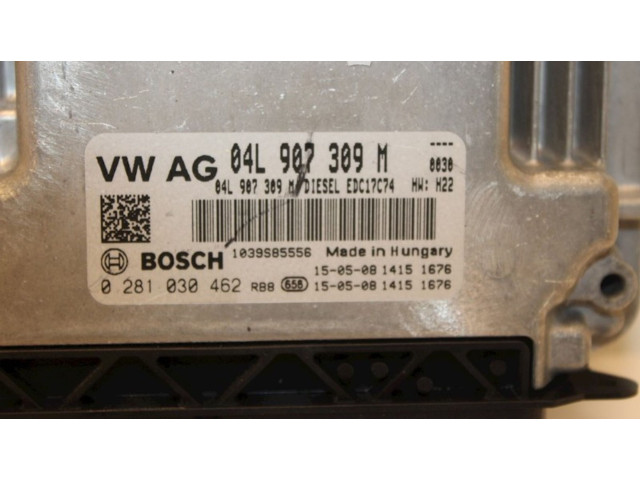 VW AG 04L 907 309 M ----
0030
04L 907 309 M DIESEL EDC17C74 HW: H22
1039S85556 Made in Hungary
BOSCH 15-05-08 1415 1676
0 281 030 462 RB8 658 15-05-08 1415 1676